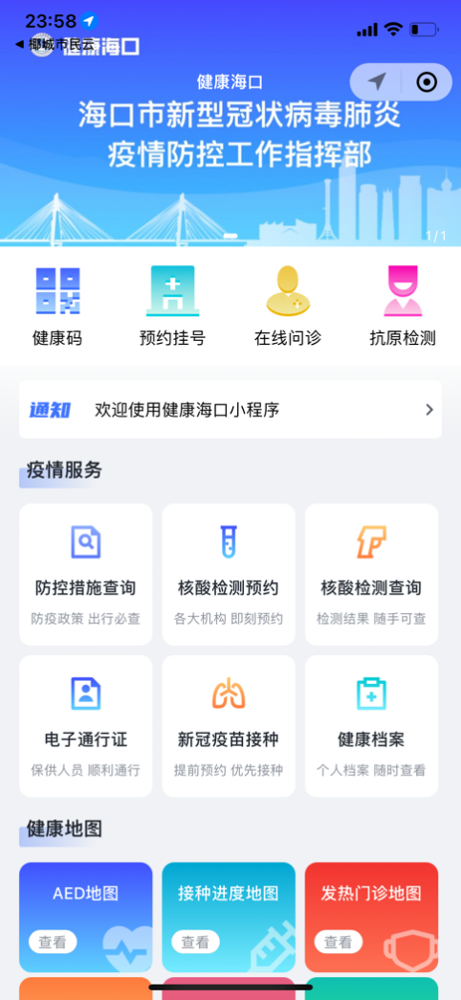 23:58
椰城市民云
健康海口
健康海口
海口市新型冠状病毒肺炎
疫情防控工作指挥部
1/1
健康码
预约挂号
在线问诊
抗原检测
通知
欢迎使用健康海口小程序
疫情服务
防控措施查询
核酸检测预约
核酸检测查询
防疫政策 出行必查
各大机构 即刻预约
检测结果 随手可查
电子通行证
新冠疫苗接种
健康档案
保供人员 顺利通行
提前预约 优先接种
个人档案 随时查看
健康地图
AED地图
接种进度地图
发热门诊地图
查看
查看
查看